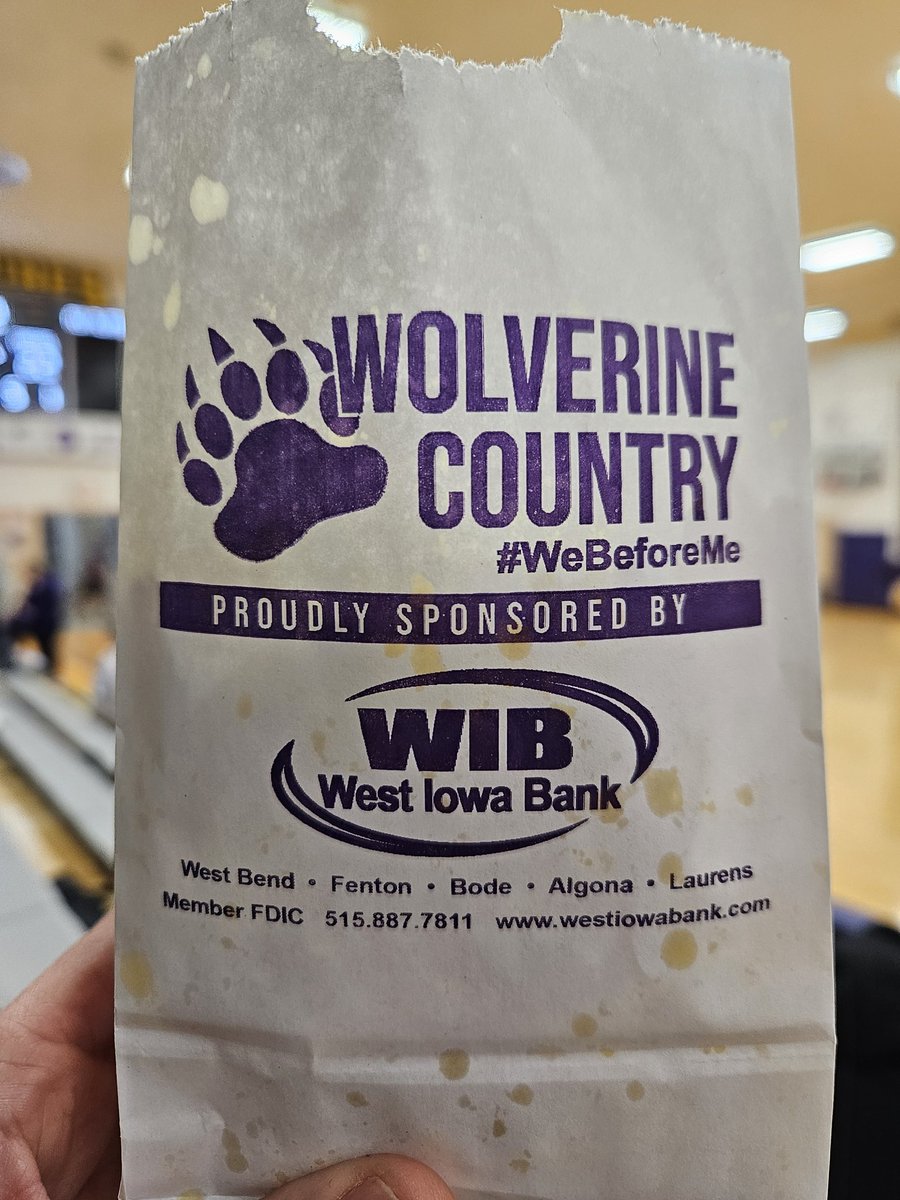 WOLVERINE
COUNTRY
#WeBeforeMe
PROUDLY SPONSORED BY
WIB
West Iowa Bank
West Bend • Fenton • Bode • Algona • Laurens
Member FDIC 515.887.7811 www.westiowabank.com